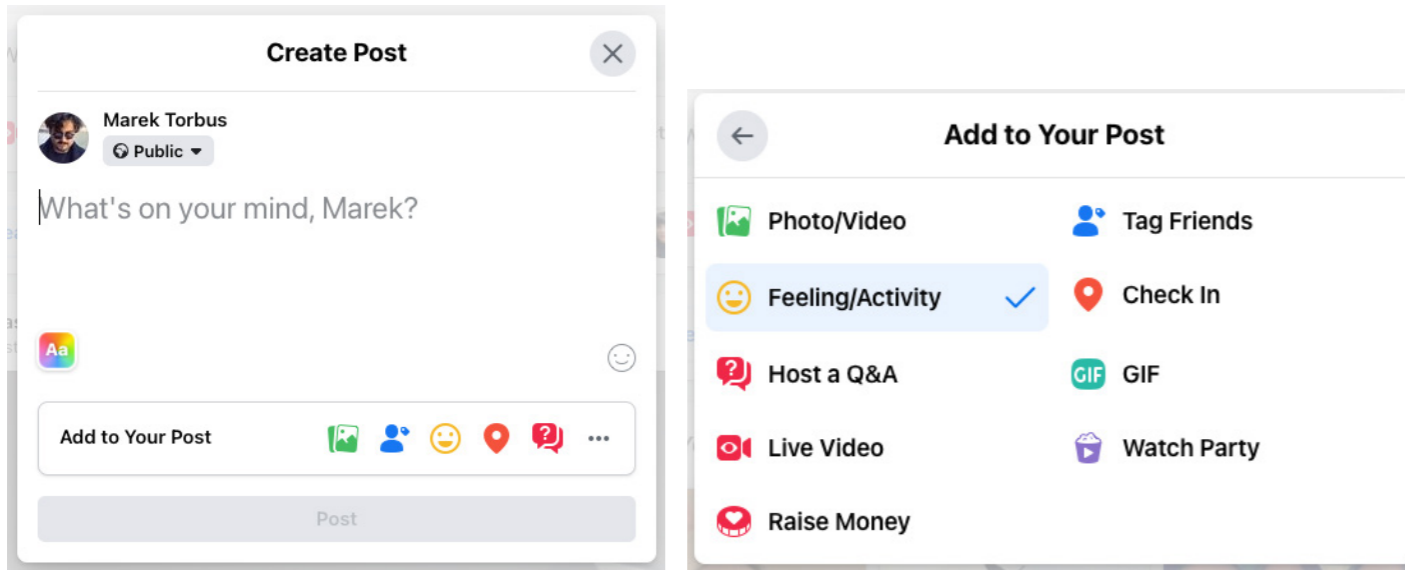 Create Post
Marek Torbus
Public
What's on your mind, Marek?
Aa
Add to Your Post
Post
Add to Your Post
Photo/Video
Tag Friends
Feeling/Activity
Check In
Host a Q&A
GIF GIF
Live Video
Watch Party
Raise Money